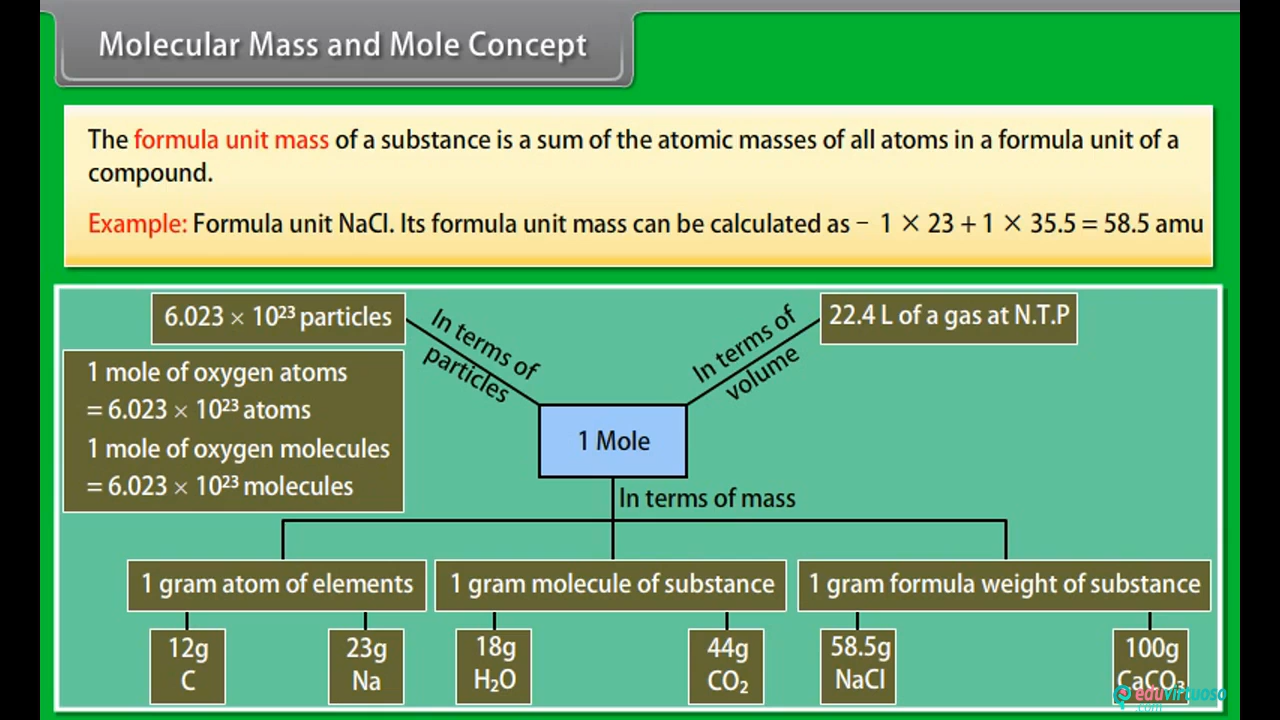 Molecular Mass and Mole Concept
The formula unit mass of a substance is a sum of the atomic masses of all atoms in a formula unit of a
compound.
Example: Formula unit NaCl. Its formula unit mass can be calculated as − 1 × 23 + 1 × 35.5 = 58.5 amu
6.023 × 10²³ particles
In terms of
particles
In terms of
volume
22.4 L of a gas at N.T.P
1 mole of oxygen atoms
= 6.023 × 10²³ atoms
1 mole of oxygen molecules
= 6.023 × 10²³ molecules
1 Mole
In terms of mass
1 gram atom of elements
1 gram molecule of substance
1 gram formula weight of substance
12g
C
23g
Na
18g
H₂O
44g
CO₂
58.5g
NaCl
100g
CaCO₃
eduvirtuoso
.com